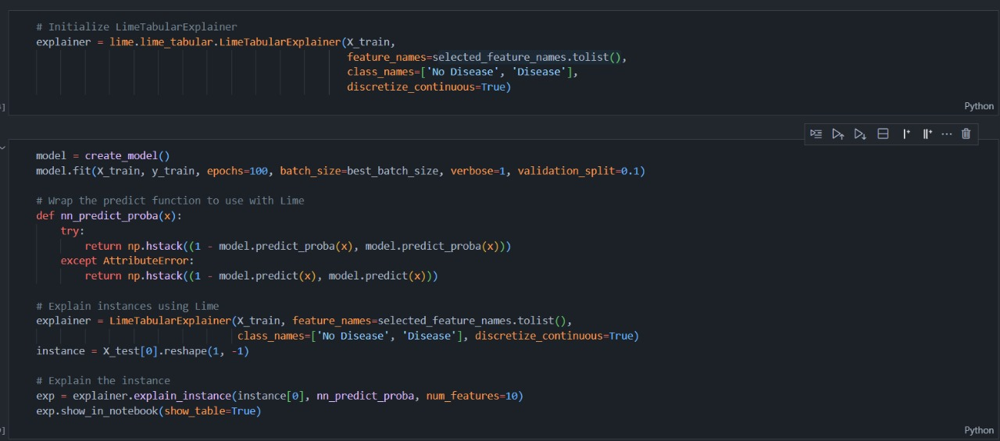 # Initialize LimeTabularExplainer
explainer = lime.lime_tabular.LimeTabularExplainer(X_train,
feature_names=selected_feature_names.tolist(),
class_names=['No Disease', 'Disease'],
discretize_continuous=True)
]
Python
model = create_model()
model.fit(X_train, y_train, epochs=100, batch_size=best_batch_size, verbose=1, validation_split=0.1)
# Wrap the predict function to use with Lime
def nn_predict_proba(x):
try:
return np.hstack((1 - model.predict_proba(x), model.predict_proba(x)))
except AttributeError:
return np.hstack((1 - model.predict(x), model.predict(x)))
# Explain instances using Lime
explainer = LimeTabularExplainer(X_train, feature_names=selected_feature_names.tolist(),
class_names=['No Disease', 'Disease'], discretize_continuous=True)
instance = X_test[0].reshape(1, -1)
# Explain the instance
exp = explainer.explain_instance(instance[0], nn_predict_proba, num_features=10)
exp.show_in_notebook(show_table=True)
]
Python